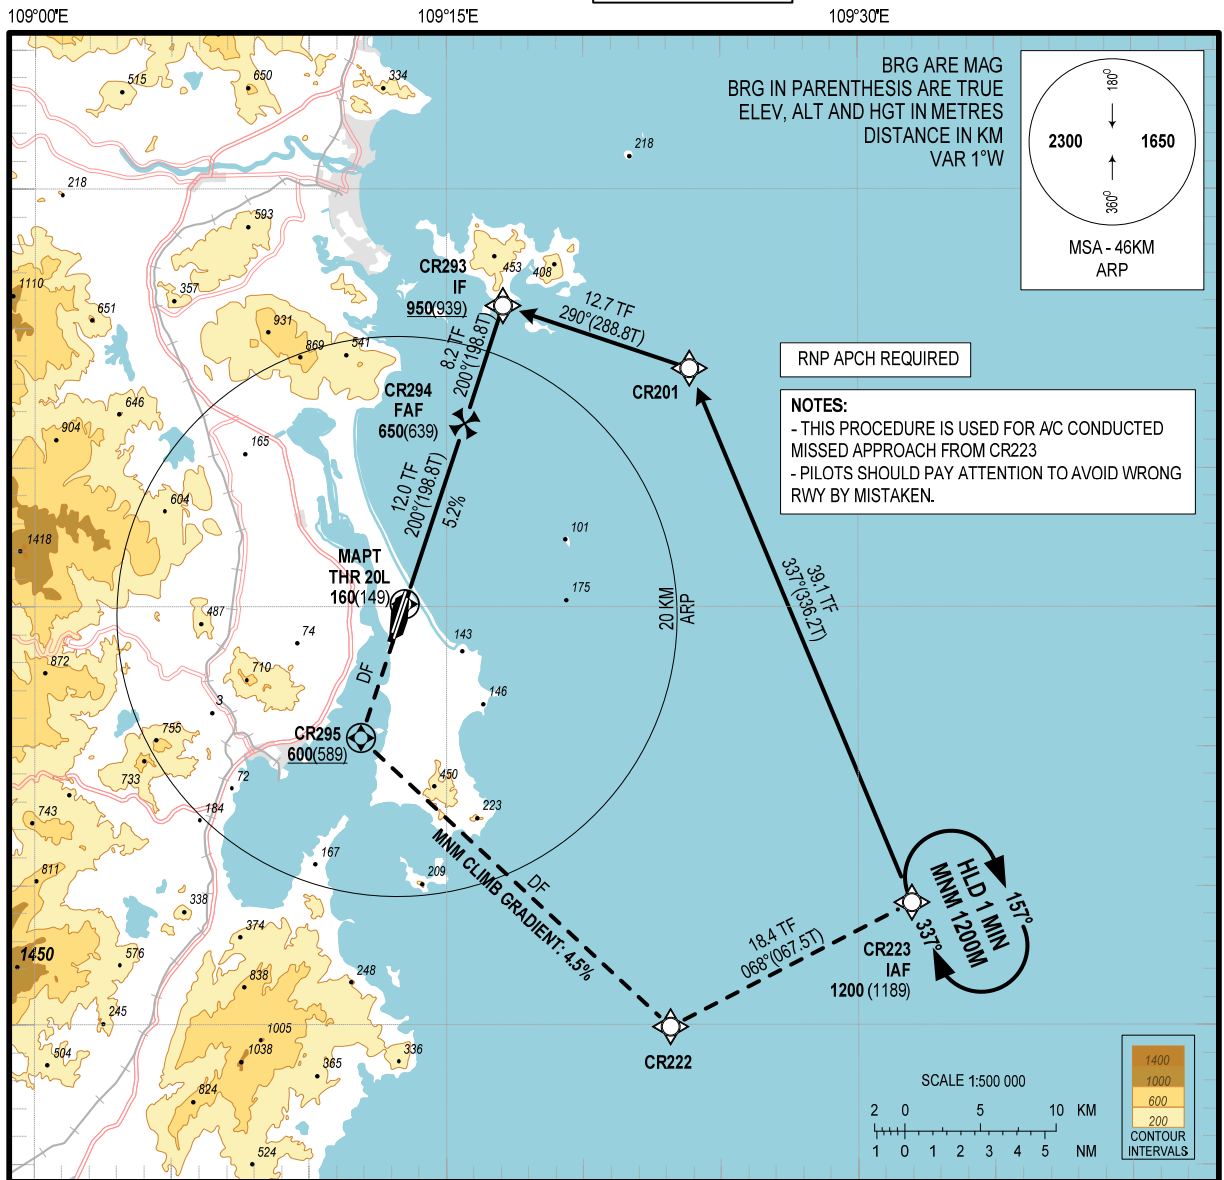 109°00'E
109°15'E
109°30'E
BRG ARE MAG
BRG IN PARENTHESIS ARE TRUE
ELEV, ALT AND HGT IN METRES
DISTANCE IN KM
VAR 1°W
180°
2300
1650
360°
MSA - 46KM
ARP
515
650
334
218
218
593
453
408
CR293
IF
950(939)
12.7 TF
290°(288.8T)
1110
357
651
931
869
541
8.2 TF
200°(198.8T)
CR201
RNP APCH REQUIRED
CR294
FAF
650(639)
NOTES:
- THIS PROCEDURE IS USED FOR A/C CONDUCTED
MISSED APPROACH FROM CR223
- PILOTS SHOULD PAY ATTENTION TO AVOID WRONG
RWY BY MISTAKEN.
646
904
165
12.0 TF
200°(198.8T)
5.2%
604
1418
101
MAPT
THR 20L
160(149)
175
20 KM
ARP
39.1 TF
337°(336.2T)
487
74
143
872
710
DF
146
3
CR295
600(589)
755
733
72
450
743
184
223
MNM CLIMB GRADIENT: 4.5%
DF
167
209
811
338
374
HLD 1 MIN
MNM 1200M
157°
337°
18.4 TF
068°(067.5T)
CR223
IAF
1200 (1189)
1450
576
838
248
245
1005
1038
504
365
336
CR222
824
524
SCALE 1:500 000
2 0 5 10 KM
1 0 1 2 3 4 5 NM
1400
1000
600
200
CONTOUR
INTERVALS